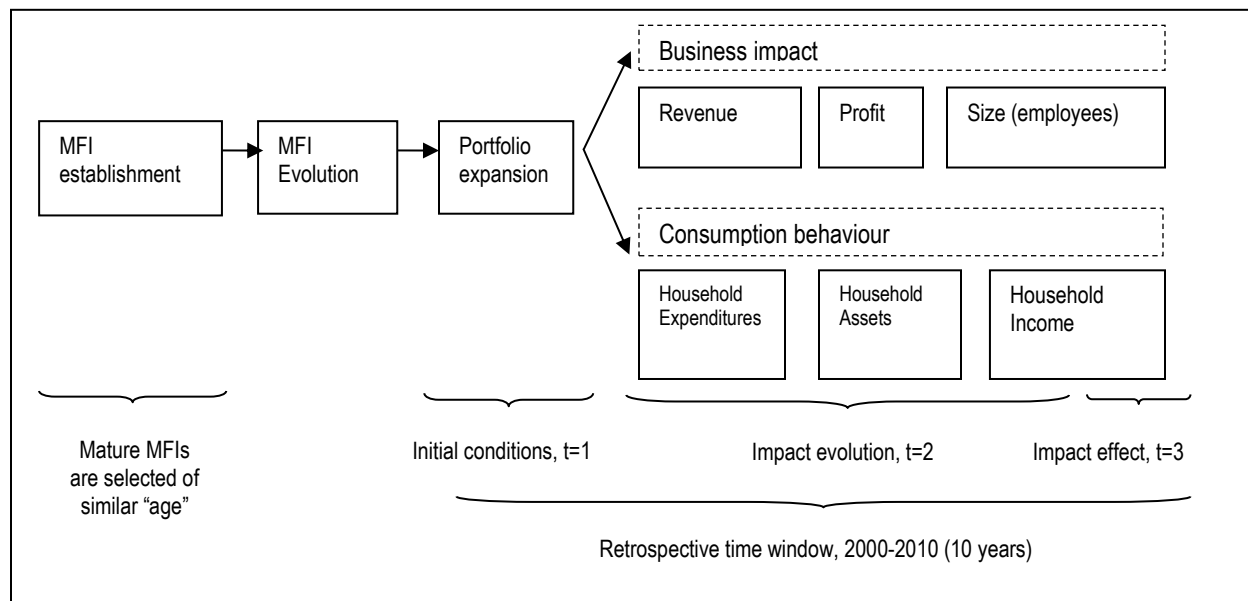 Business impact
Revenue
Profit
Size (employees)
MFI
establishment
MFI
Evolution
Portfolio
expansion
Consumption behaviour
Household
Expenditures
Household
Assets
Household
Income
Mature MFIs
are selected of
similar “age”
Initial conditions, t=1
Impact evolution, t=2
Impact effect, t=3
Retrospective time window, 2000-2010 (10 years)